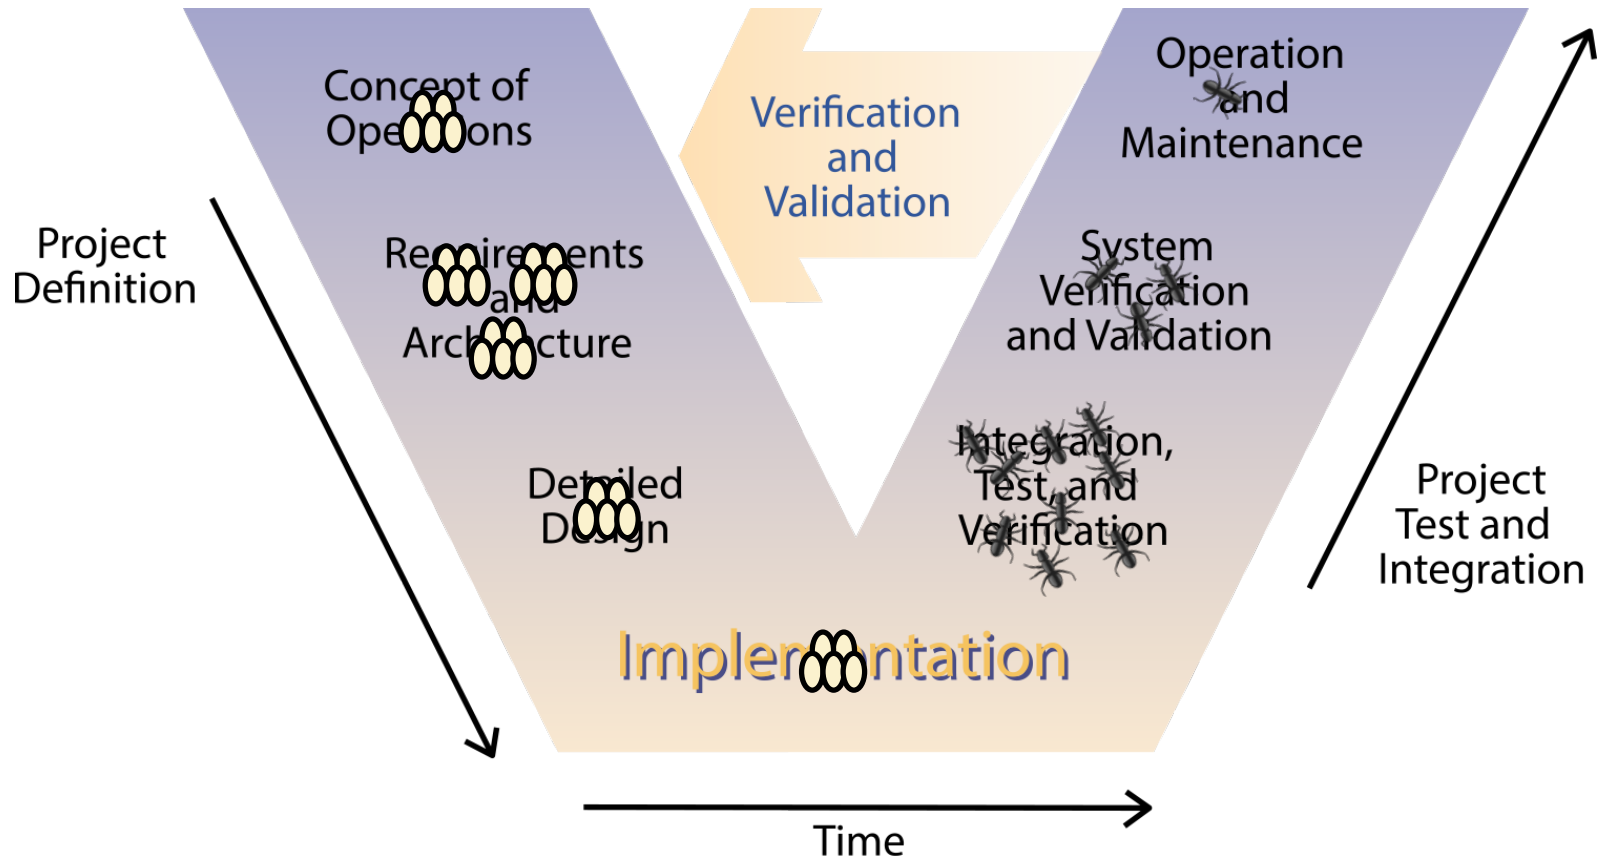 Concept of
Operations
Verification
and
Validation
Operation
and
Maintenance
Project
Definition
Requirements
and
Architecture
System
Verification
and Validation
Detailed
Design
Integration,
Test, and
Verification
Project
Test and
Integration
Implementation
Time